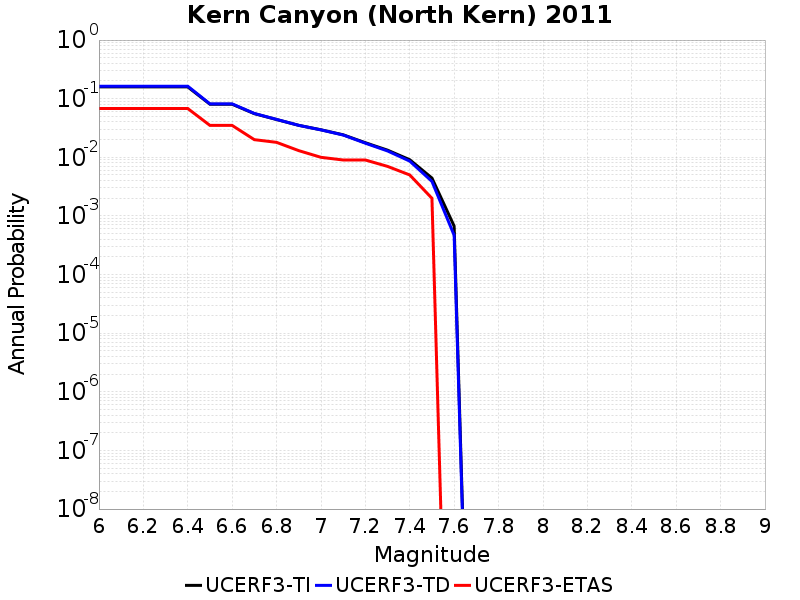 Kern Canyon (North Kern) 2011
Annual Probability
10^0
10^-1
10^-2
10^-3
10^-4
10^-5
10^-6
10^-7
10^-8
6 6.2 6.4 6.6 6.8 7 7.2 7.4 7.6 7.8 8 8.2 8.4 8.6 8.8 9
Magnitude
UCERF3-TI UCERF3-TD UCERF3-ETAS